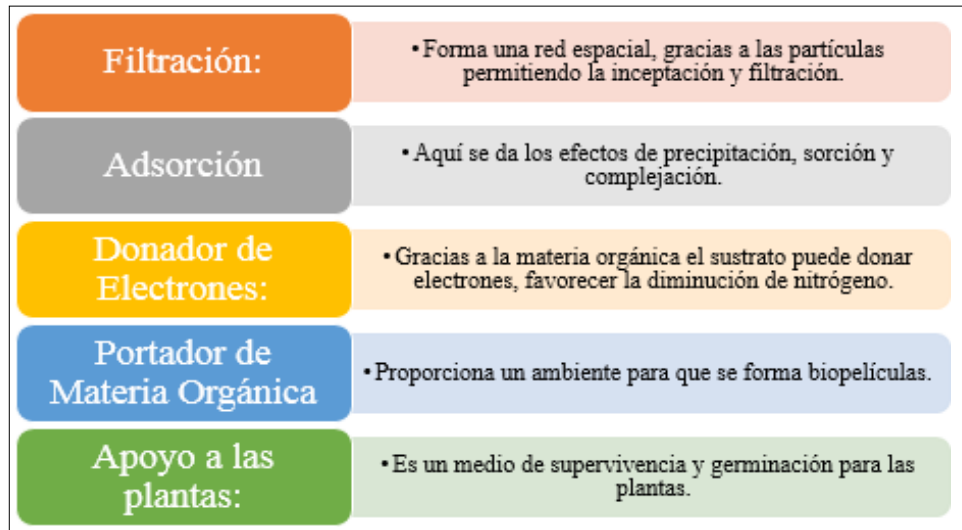 Filtración:
• Forma una red espacial, gracias a las partículas
permitiendo la inceptación y filtración.
Adsorción
• Aquí se da los efectos de precipitación, sorción y
complejación.
Donador de
Electrones:
• Gracias a la materia orgánica el sustrato puede donar
electrones, favorecer la diminución de nitrógeno.
Portador de
Materia Orgánica
• Proporciona un ambiente para que se forma biopelículas.
Apoyo a las
plantas:
• Es un medio de supervivencia y germinación para las
plantas.